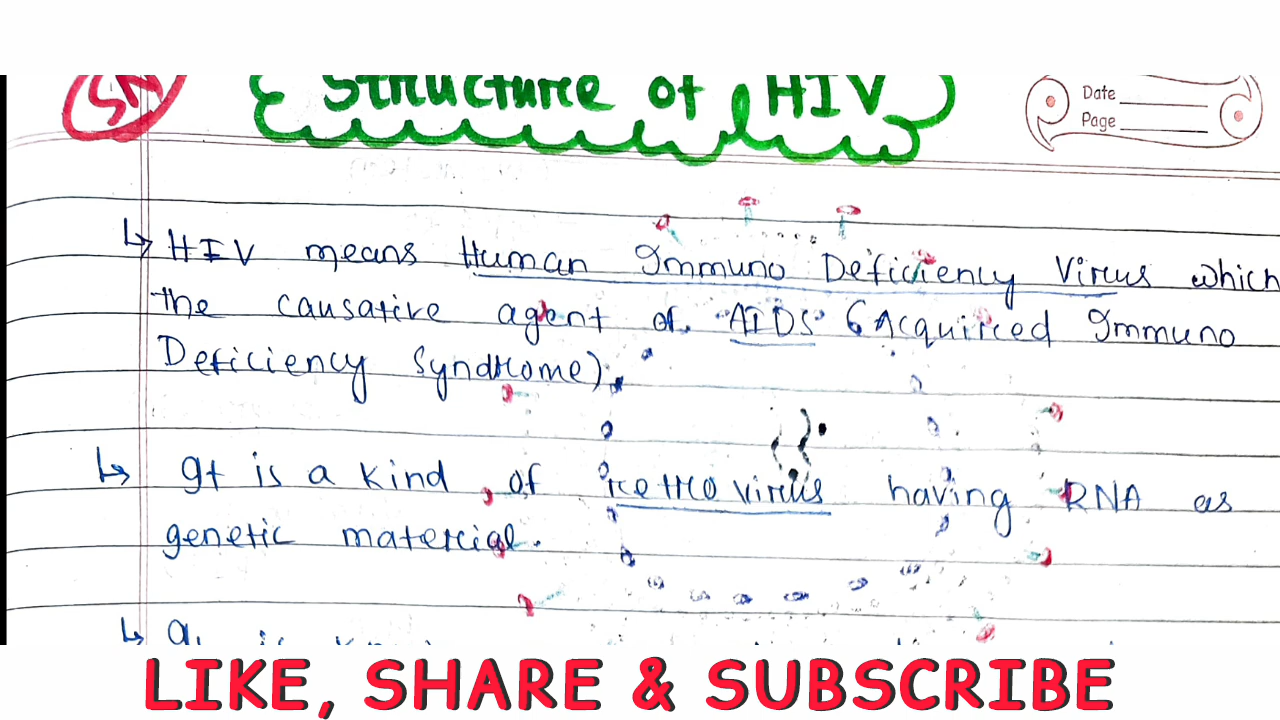 SN
Structure of HIV
Date
Page
↳ HIV means Human Immuno Deficiency Virus which
the causative agent of "AIDS" (Acquired Immuno
Deficiency Syndrome).
↳ It is a kind of retro virus having RNA as
genetic material.
LIKE, SHARE & SUBSCRIBE